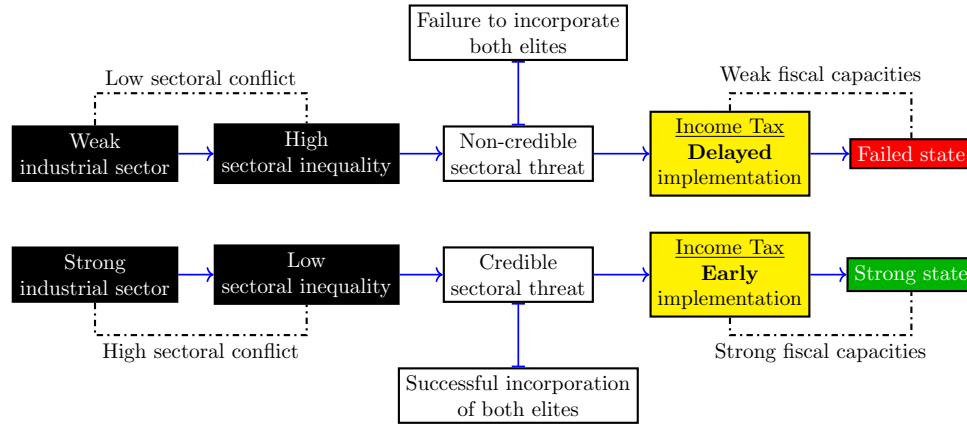 Failure to incorporate
both elites
Low sectoral conflict
Weak fiscal capacities
Weak
industrial sector
High
sectoral inequality
Non-credible
sectoral threat
Income Tax
Delayed
implementation
Failed state
Strong
industrial sector
Low
sectoral inequality
Credible
sectoral threat
Income Tax
Early
implementation
Strong state
High sectoral conflict
Strong fiscal capacities
Successful incorporation
of both elites